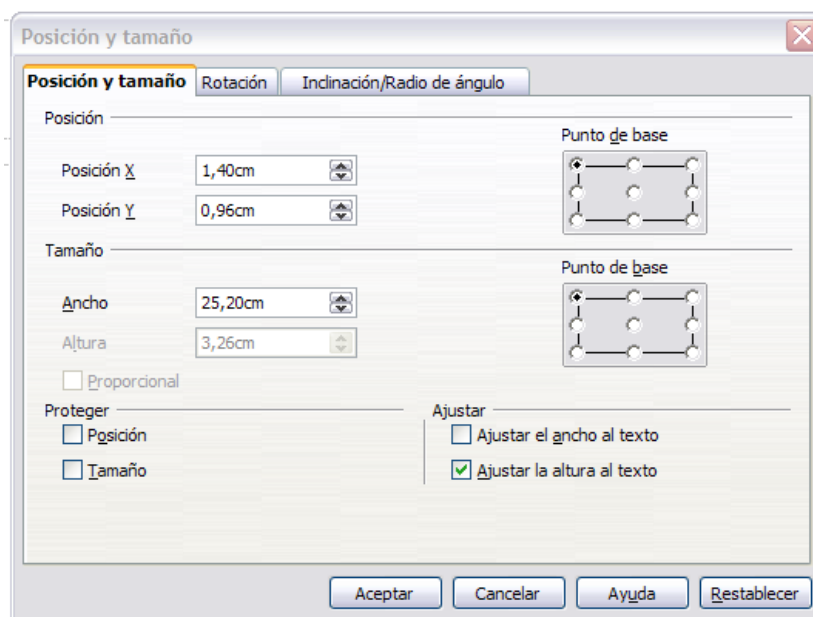 Posición y tamaño
Posición y tamaño Rotación Inclinación/Radio de ángulo
Posición
Punto de base
Posición X 1,40cm
Posición Y 0,96cm
Tamaño
Punto de base
Ancho 25,20cm
Altura 3,26cm
Proporcional
Proteger Ajustar
Posición Ajustar el ancho al texto
Tamaño Ajustar la altura al texto
Aceptar Cancelar Ayuda Restablecer